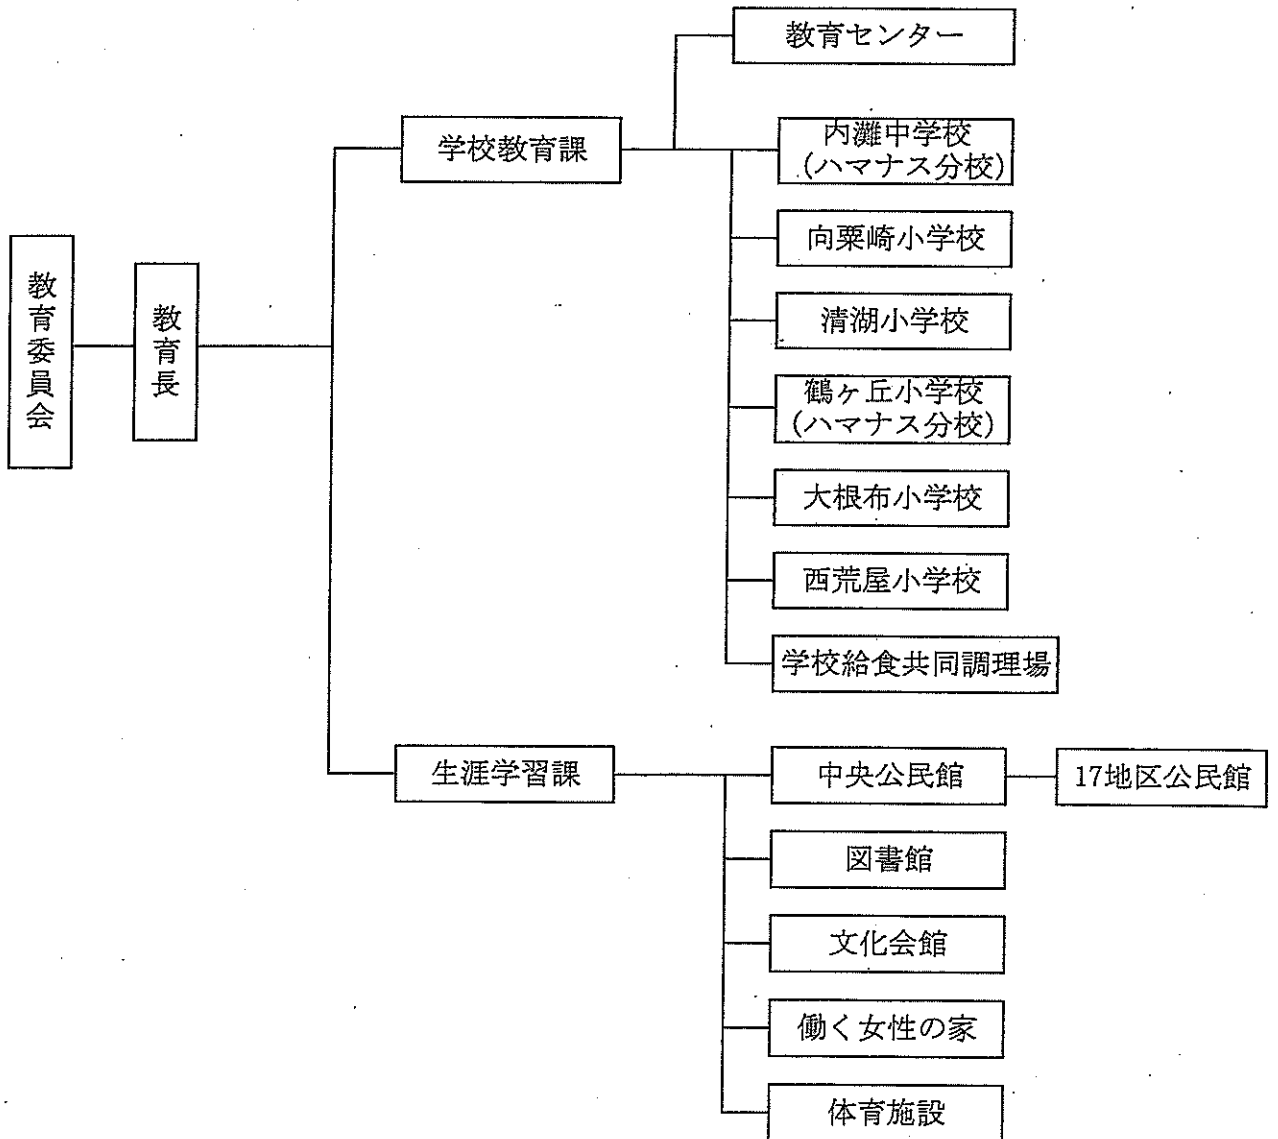 教育委員会
教育長
学校教育課
教育センター
内灘中学校
(ハマナス分校)
向粟崎小学校
清湖小学校
鶴ヶ丘小学校
(ハマナス分校)
大根布小学校
西荒屋小学校
学校給食共同調理場
生涯学習課
中央公民館
17地区公民館
図書館
文化会館
働く女性の家
体育施設